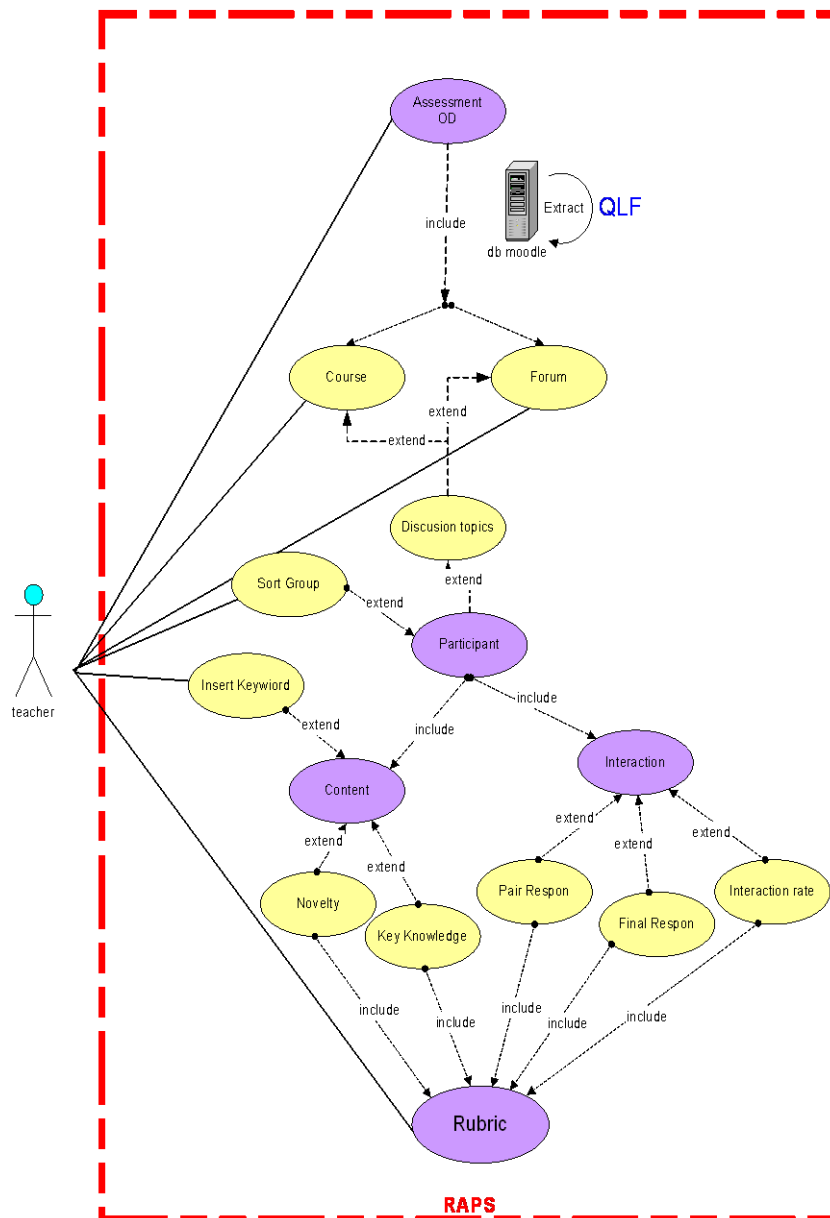 Assessment
OD
include
Extract
QLF
db moodle
Course
Forum
extend
extend
Discusion topics
Sort Group
extend
extend
Participant
teacher
Insert Keywiord
extend
include
include
Interaction
Content
extend
extend
extend
extend
extend
Novelty
Key Knowledge
Pair Respon
Final Respon
Interaction rate
include
include
include
include
include
Rubric
RAPS